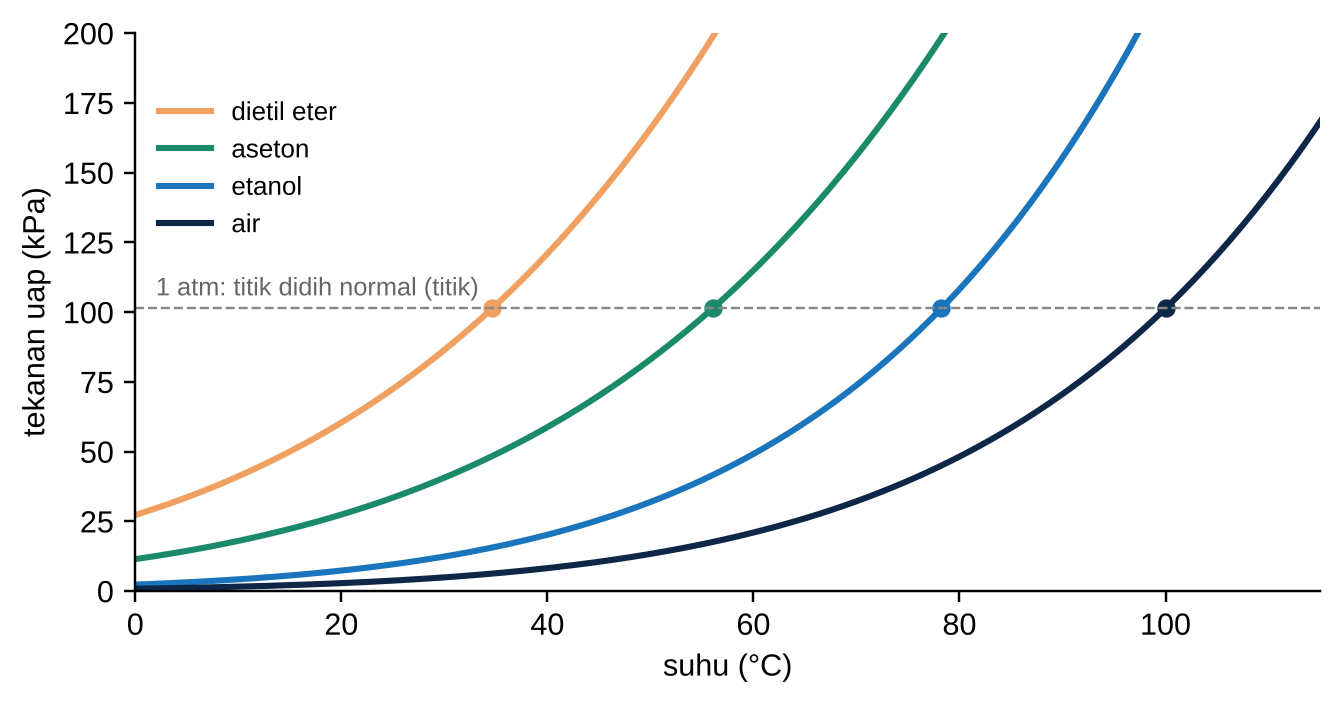 200
175
150
125
100
75
50
25
0
tekanan uap (kPa)
dietil eter
aseton
etanol
air
1 atm: titik didih normal (titik)
0 20 40 60 80 100
suhu (°C)